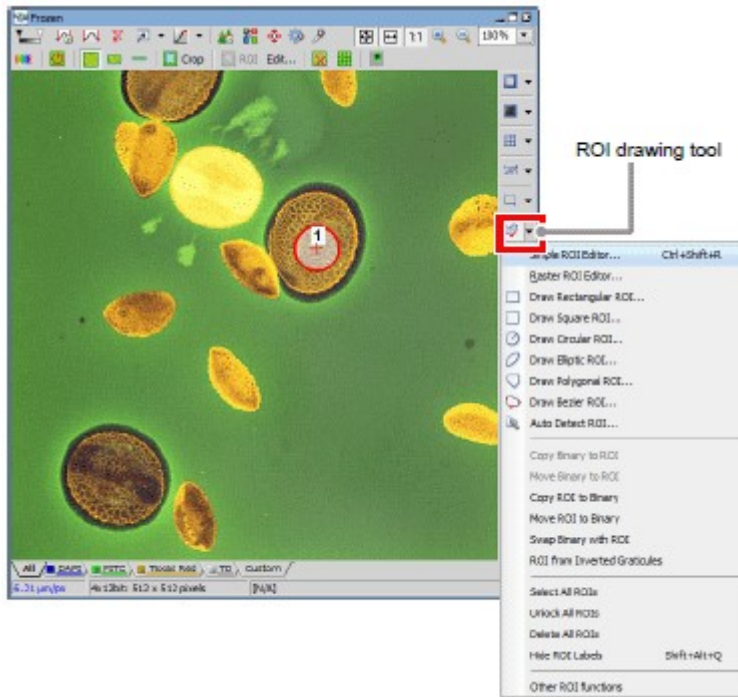 Frozen
1:1 100%
Crop ROI Edit...
ROI drawing tool
1
Simple ROI Editor... Ctrl+Shift+R
Raster ROI Editor...
Draw Rectangular ROI...
Draw Square ROI...
Draw Circular ROI...
Draw Elliptic ROI...
Draw Polygonal ROI...
Draw Bezier ROI...
Auto Detect ROI...
Copy Binary to ROI
Move Binary to ROI
Copy ROI to Binary
Move ROI to Binary
Swap Binary with ROI
ROI from Inverted Graticules
Select All ROIs
Unlock All ROIs
Delete All ROIs
Hide ROI Labels Shift+Alt+Q
Other ROI functions
All DAPI FITC Texas Red TD Custom
6.21 µm/px 4x12bit: 512 x 512 pixels [N/A]